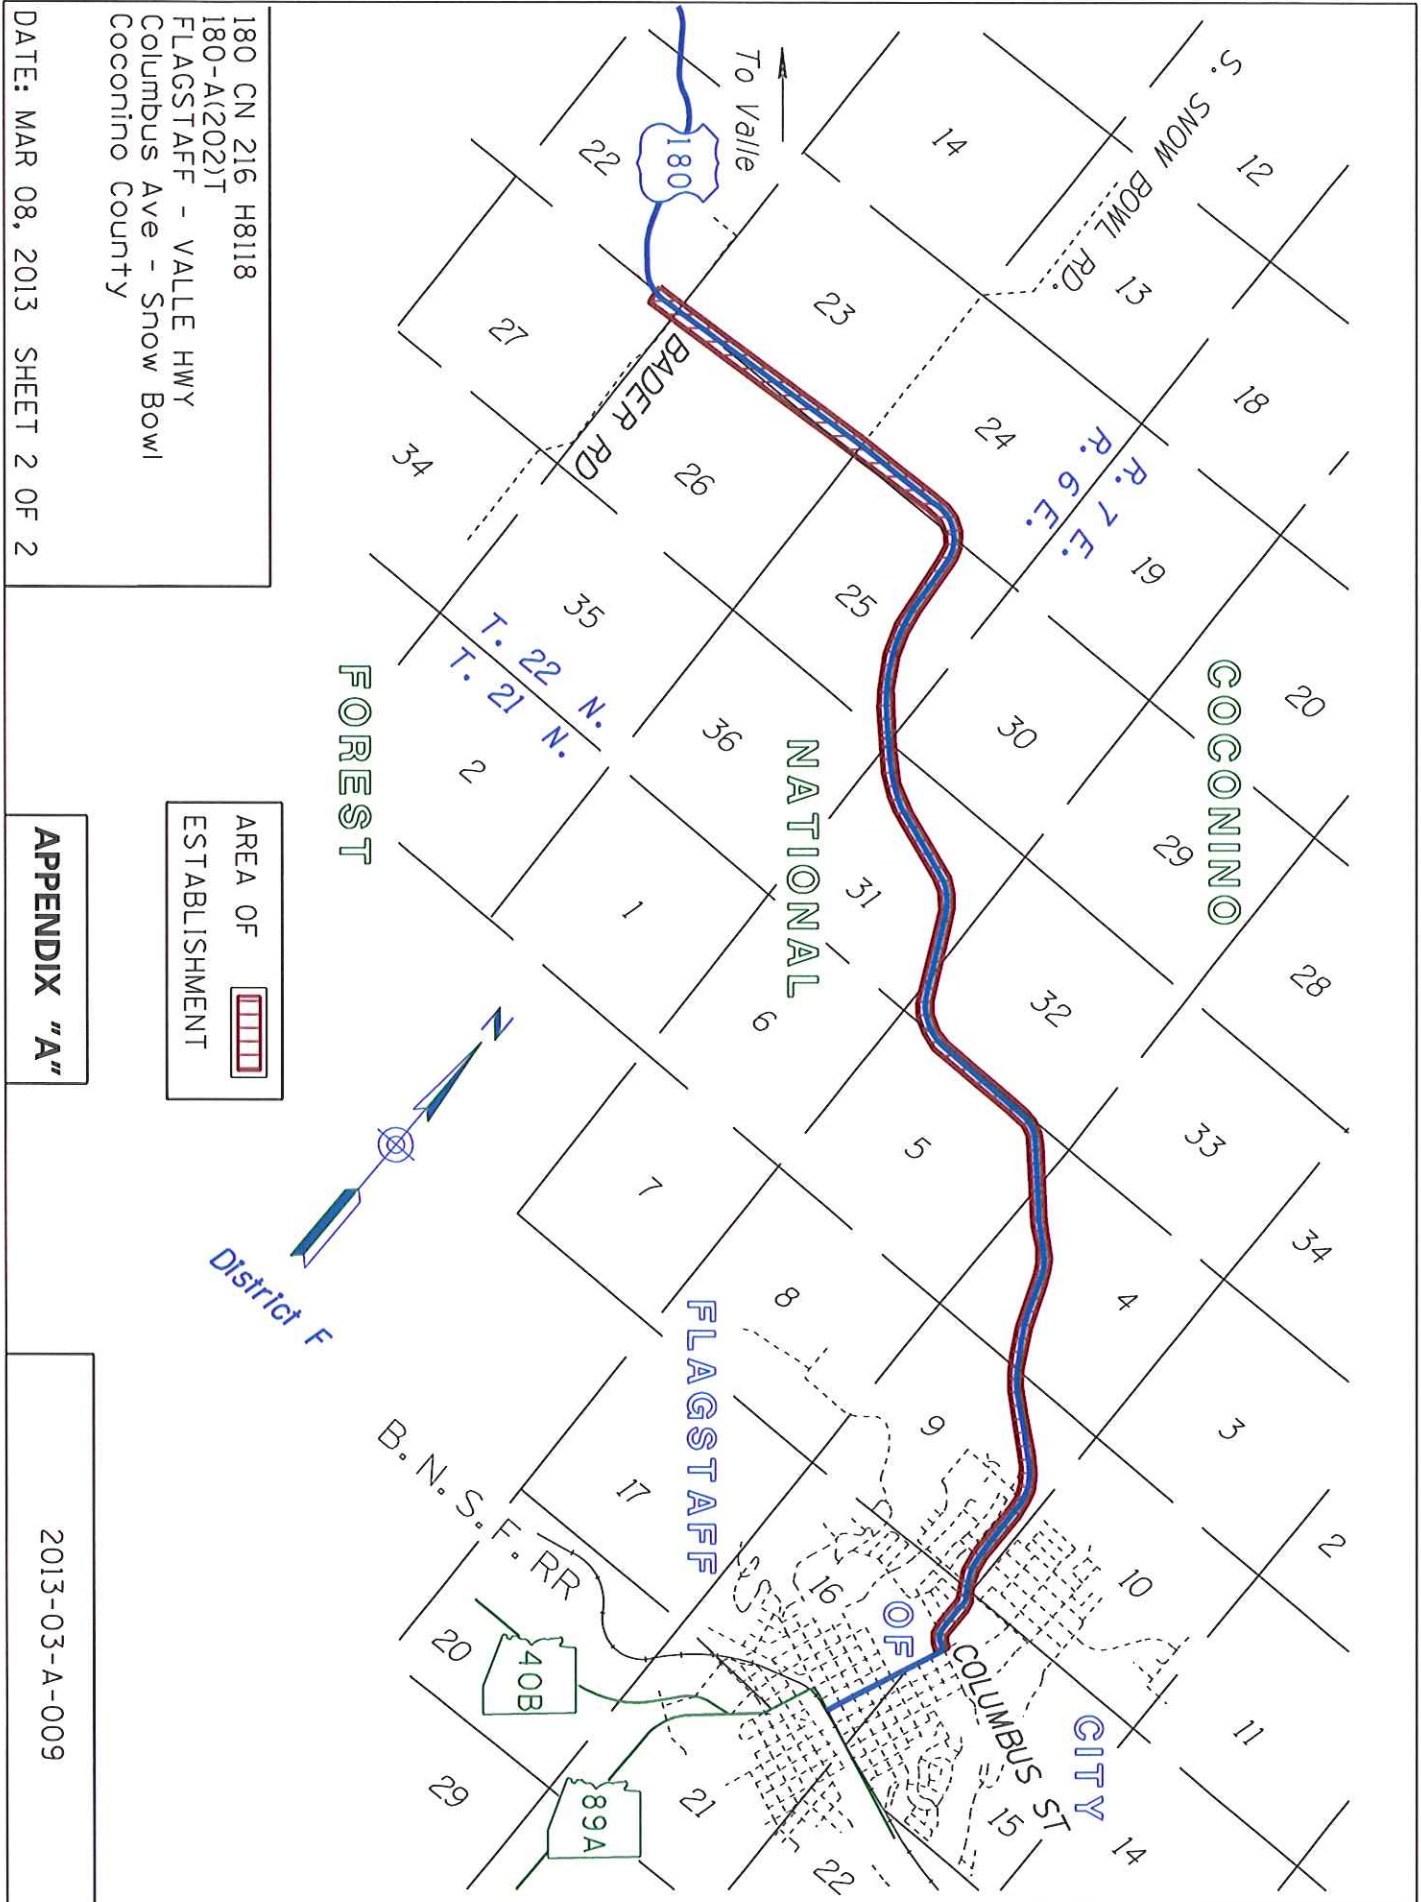 S. SNOW BOWL RD.
To Valle
180
14
12
13
22
23
18
27
24
R. 7 E.
R. 6 E.
BADER RD
26
34
19
25
35
T. 22 N.
T. 21 N.
20
COCONINO
NATIONAL
FOREST
30
36
2
29
31
1
28
32
6
33
5
7
34
4
8
3
9
FLAGSTAFF
17
2
B. N. S. F. RR
10
16
OF
CITY
COLUMBUS ST
20
40B
11
29
89A
21
15
14
22
N
District F
AREA OF
ESTABLISHMENT
180 CN 216 H8118
180-A(202)T
FLAGSTAFF - VALLE HWY
Columbus Ave - Snow Bowl
Coconino County
DATE: MAR 08, 2013 SHEET 2 OF 2
APPENDIX "A"
2013-03-A-009